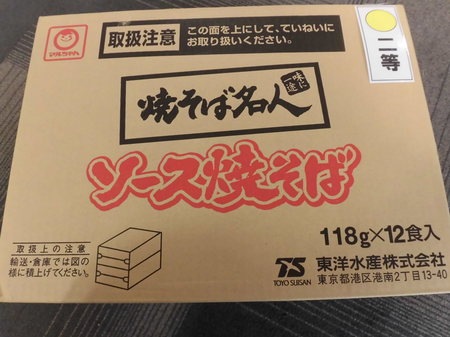 マルちゃん
取扱注意
この面を上にして、ていねいに
お取り扱いください。
二等
焼そば名人
味に
一途
ソース焼そば
118g×12食入
取扱上の注意
輸送・倉庫では図の
様に積上げてください。
TS
TOYO SUISAN
東洋水産株式会社
東京都港区港南2丁目13-40